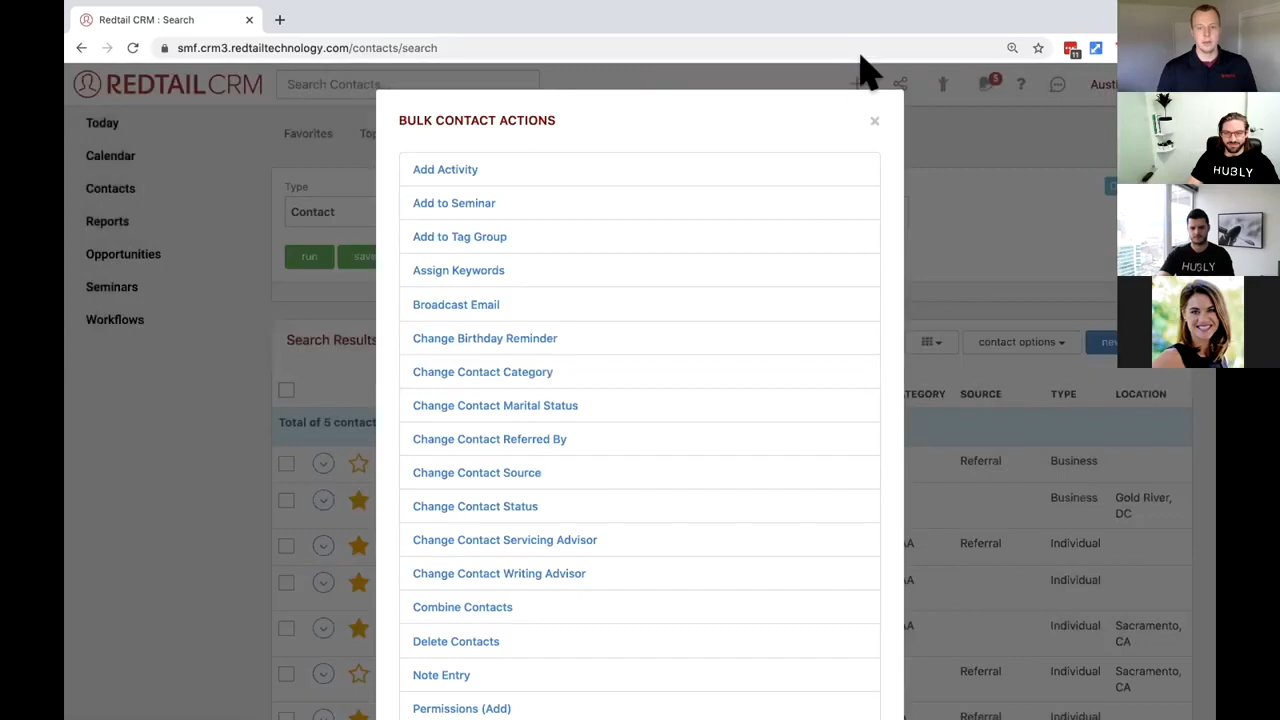 Redtail CRM : Search
smf.crm3.redtailtechnology.com/contacts/search
11
REDTAILCRM
Search Contacts
5
?
Today
Calendar
Contacts
Reports
Opportunities
Seminars
Workflows
Favorites
Type
Contact
run
BULK CONTACT ACTIONS
Add Activity
Add to Seminar
Add to Tag Group
Assign Keywords
Broadcast Email
Change Birthday Reminder
Change Contact Category
Change Contact Marital Status
Change Contact Referred By
Change Contact Source
Change Contact Status
Change Contact Servicing Advisor
Change Contact Writing Advisor
Combine Contacts
Delete Contacts
Note Entry
Permissions (Add)
Search Results
Total of 5
contact options
SOURCE TYPE LOCATION
Referral Business
Business Gold River,
DC
Referral Individual
Individual
Individual Sacramento,
CA
Referral Individual Sacramento,
CA
Referral Individual
HUBLY
HUBLY